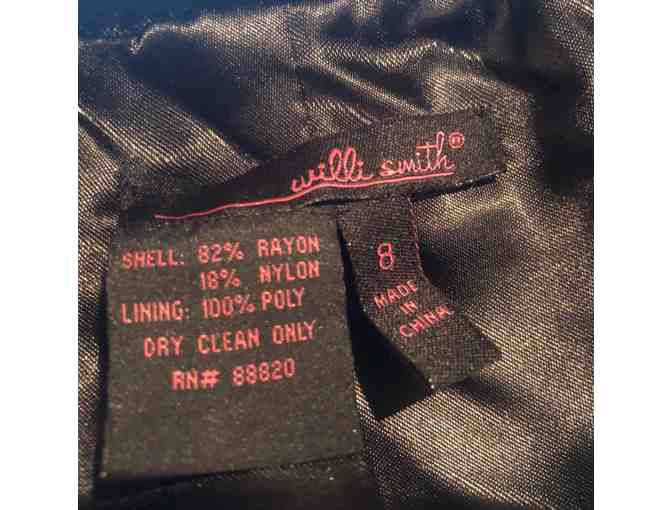 willi smith®
SHELL: 82% RAYON
18% NYLON
LINING: 100% POLY
DRY CLEAN ONLY
RN# 88820
8
MADE
IN
CHINA